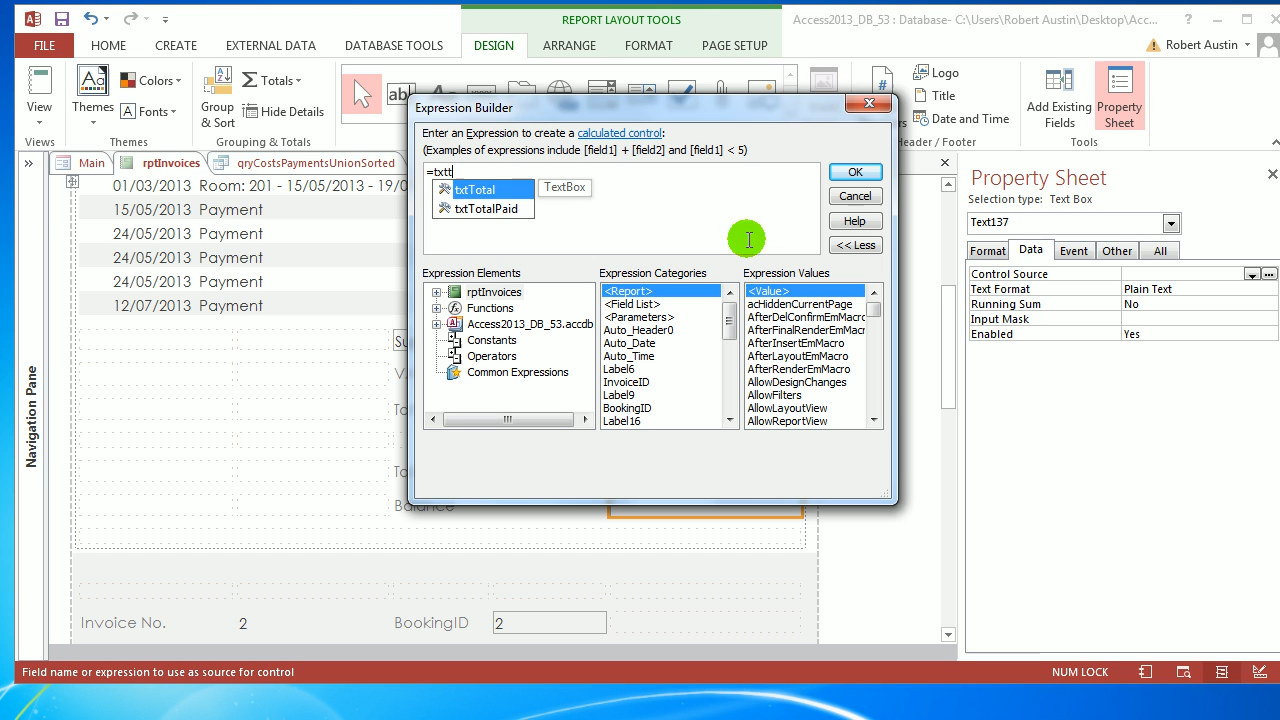 REPORT LAYOUT TOOLS
Access2013_DB_53 : Database- C:\Users\Robert Austin\Desktop\Acc...
FILE HOME CREATE EXTERNAL DATA DATABASE TOOLS DESIGN ARRANGE FORMAT PAGE SETUP Robert Austin
View
Themes
Colors
Fonts
Group
& Sort
Totals
Hide Details
Logo
Title
Date and Time
Add Existing
Fields
Property
Sheet
Views Themes Grouping & Totals Header / Footer Tools
Main rptInvoices qryCostsPaymentsUnionSorted
01/03/2013 Room: 201 - 15/05/2013 - 19/0
15/05/2013 Payment
24/05/2013 Payment
24/05/2013 Payment
24/05/2013 Payment
12/07/2013 Payment
Balance
Invoice No. 2 BookingID 2
Navigation Pane
Expression Builder
Enter an Expression to create a calculated control:
(Examples of expressions include [field1] + [field2] and [field1] < 5)
=txtt
txtTotal TextBox
txtTotalPaid
OK
Cancel
Help
<< Less
Expression Elements
rptInvoices
Functions
Access2013_DB_53.accdb
Constants
Operators
Common Expressions
Expression Categories
<Report>
<Field List>
<Parameters>
Auto_Header0
Auto_Date
Auto_Time
Label6
InvoiceID
Label9
BookingID
Label16
Expression Values
<Value>
acHiddenCurrentPage
AfterDelConfirmEmMacro
AfterFinalRenderEmMacr
AfterInsertEmMacro
AfterLayoutEmMacro
AfterRenderEmMacro
AllowDesignChanges
AllowFilters
AllowLayoutView
AllowReportView
Property Sheet
Selection type: Text Box
Text137
Format Data Event Other All
Control Source
Text Format Plain Text
Running Sum No
Input Mask
Enabled Yes
Field name or expression to use as source for control NUM LOCK